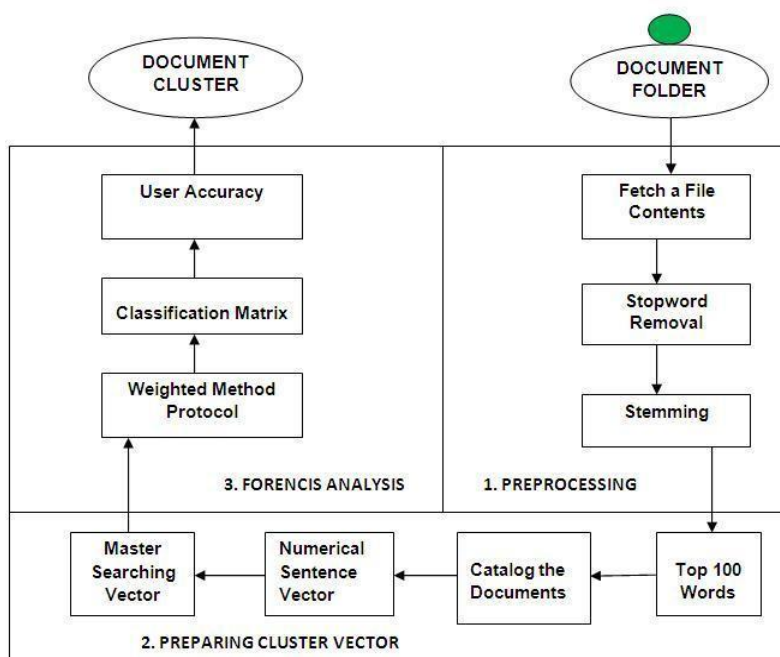 DOCUMENT
FOLDER
Fetch a File
Contents
Stopword
Removal
Stemming
1. PREPROCESSING
Top 100
Words
Catalog the
Documents
Numerical
Sentence
Vector
Master
Searching
Vector
2. PREPARING CLUSTER VECTOR
Weighted Method
Protocol
Classification Matrix
User Accuracy
3. FORENCIS ANALYSIS
DOCUMENT
CLUSTER